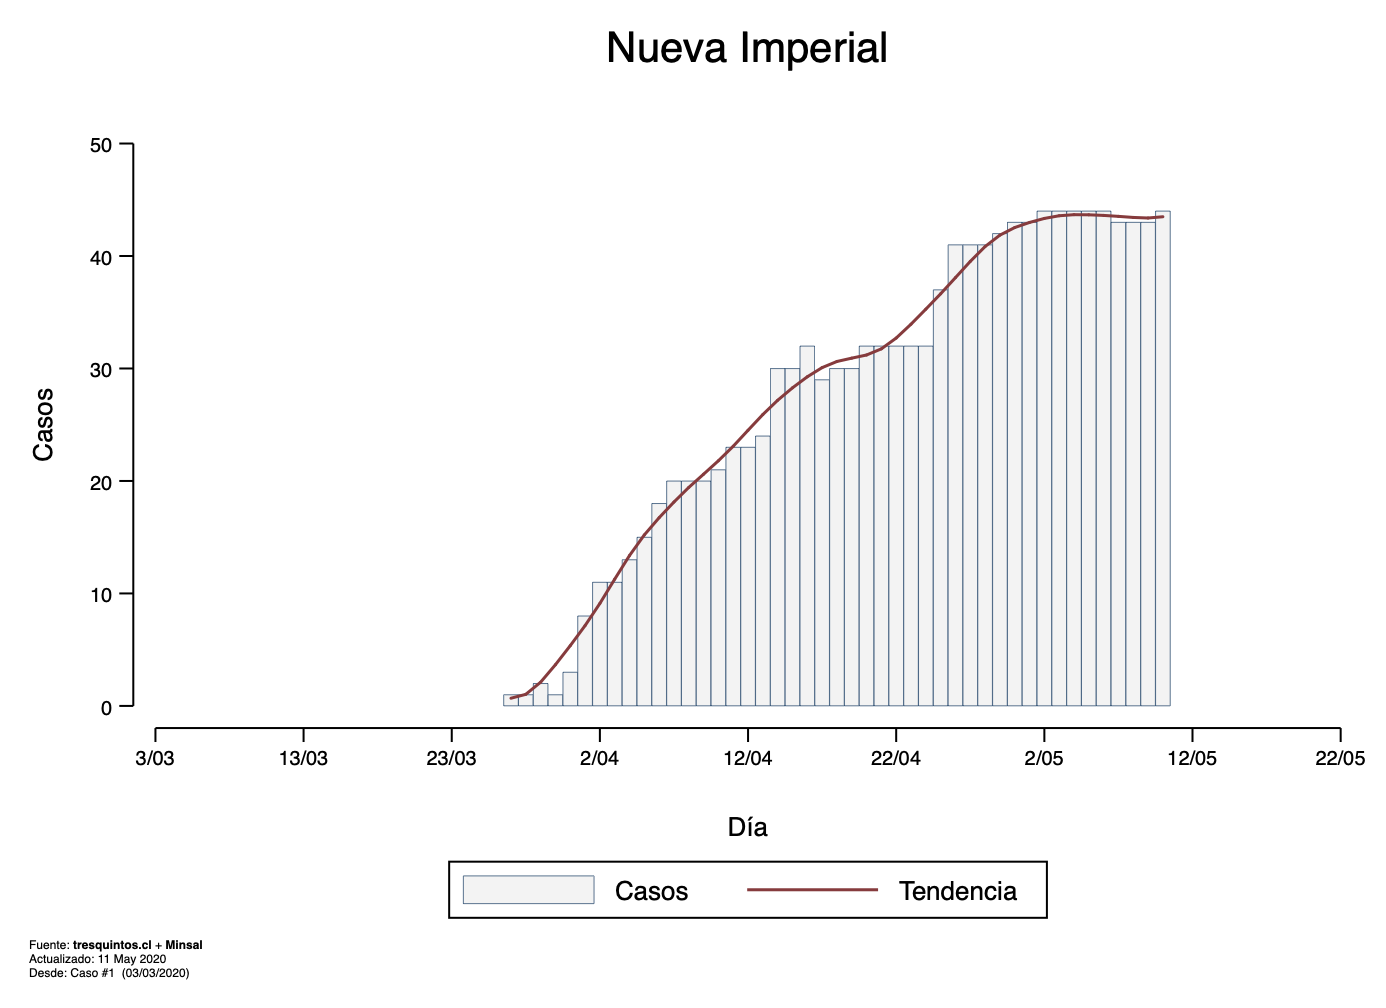 Nueva Imperial
50
40
30
20
10
0
Casos
3/03 13/03 23/03 2/04 12/04 22/04 2/05 12/05 22/05
Día
Casos Tendencia
Fuente: tresquintos.cl + Minsal
Actualizado: 11 May 2020
Desde: Caso #1 (03/03/2020)